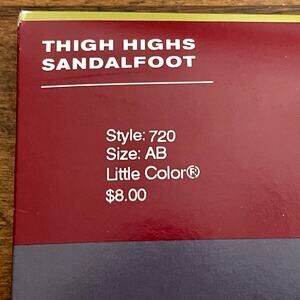 THIGH HIGHS
SANDALFOOT
Style: 720
Size: AB
Little Color®
$8.00